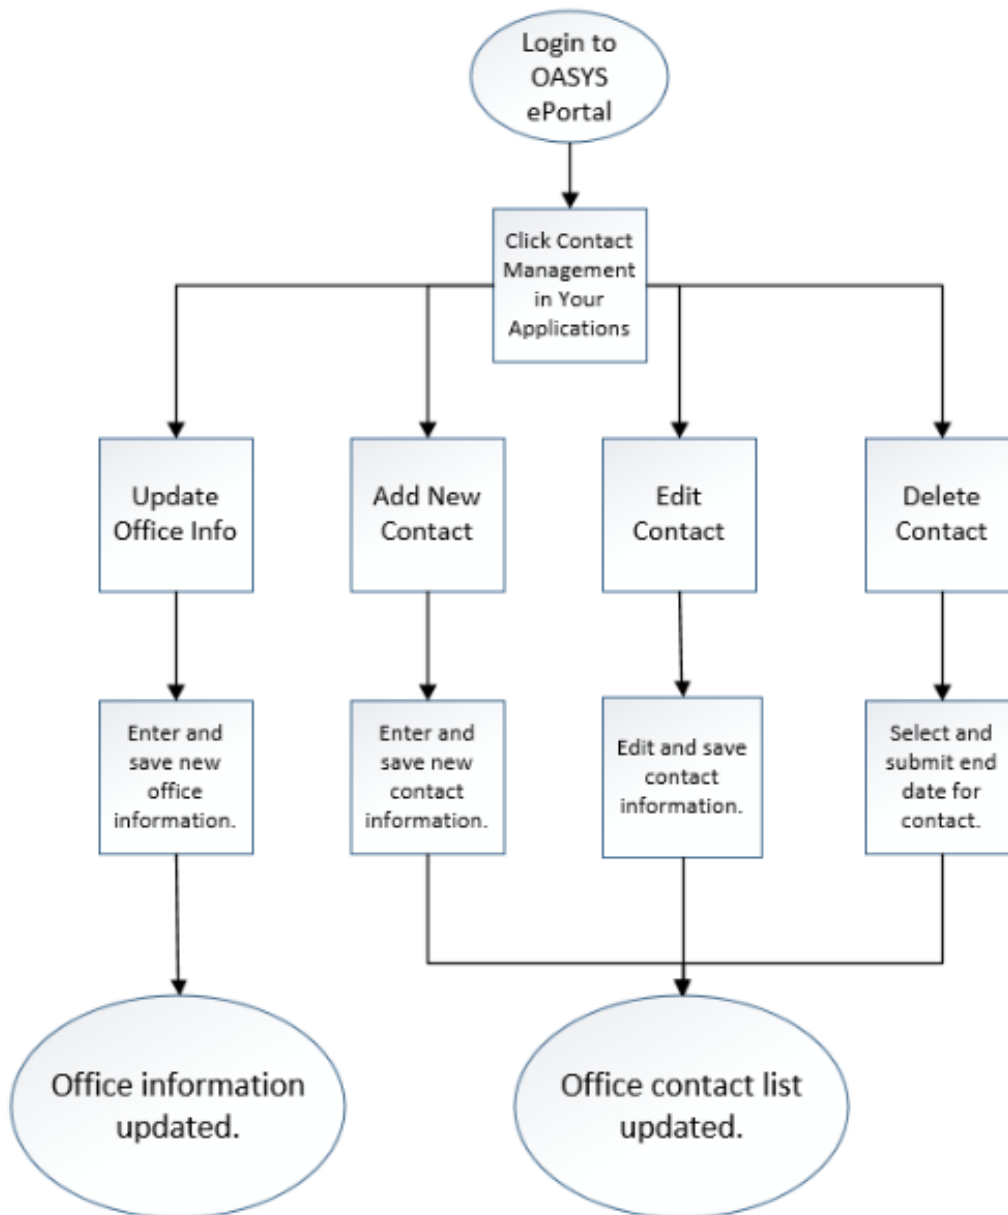 Login to
OASYS
ePortal
Click Contact
Management
in Your
Applications
Update
Office Info
Add New
Contact
Edit
Contact
Delete
Contact
Enter and
save new
office
information.
Enter and
save new
contact
information.
Edit and save
contact
information.
Select and
submit end
date for
contact.
Office information
updated.
Office contact list
updated.